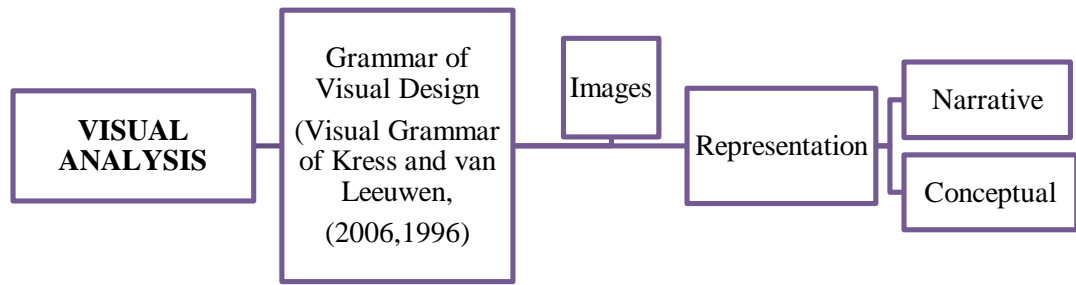 VISUAL
ANALYSIS
Grammar of
Visual Design
(Visual Grammar
of Kress and van
Leeuwen,
(2006,1996)
Images
Representation
Narrative
Conceptual